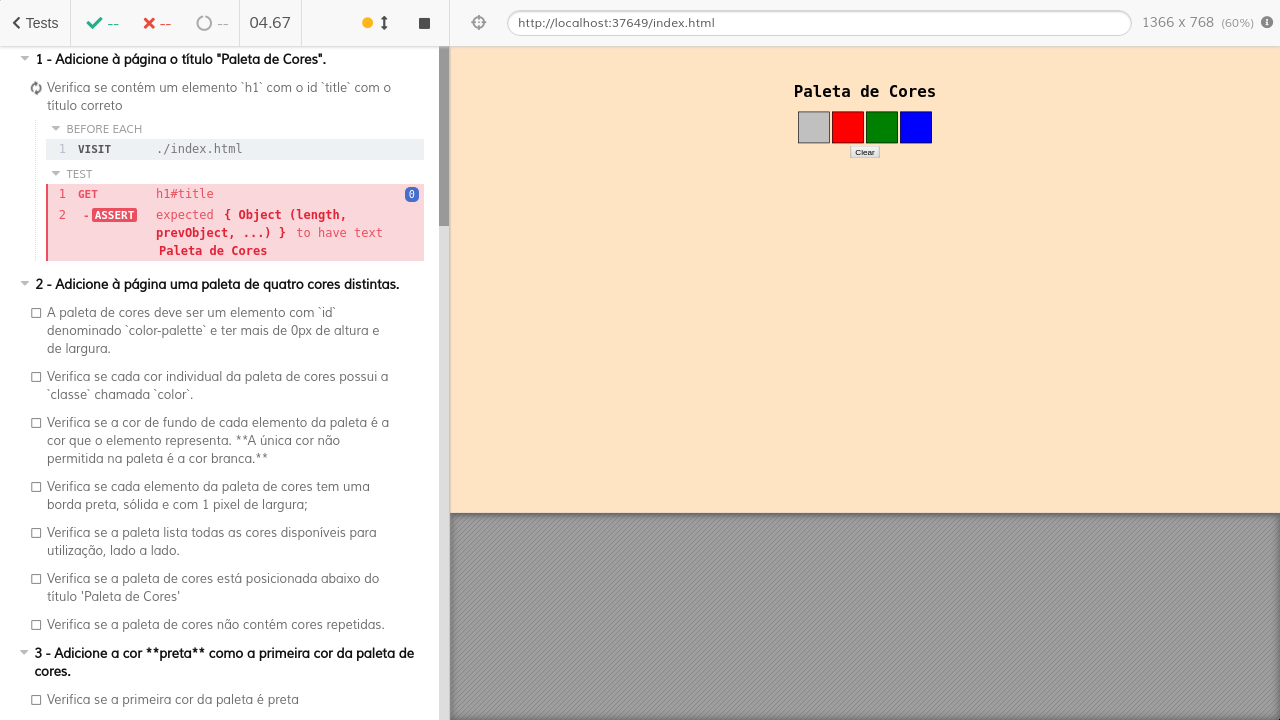 Tests
--
--
--
04.67
http://localhost:37649/index.html
1366 x 768 (60%)
1 - Adicione à página o título "Paleta de Cores".
Verifica se contém um elemento `h1` com o id `title` com o
título correto
BEFORE EACH
1 VISIT ./index.html
TEST
1 GET h1#title 0
2 - ASSERT expected { Object (length,
prevObject, ...) } to have text
Paleta de Cores
2 - Adicione à página uma paleta de quatro cores distintas.
A paleta de cores deve ser um elemento com `id`
denominado `color-palette` e ter mais de 0px de altura e
de largura.
Verifica se cada cor individual da paleta de cores possui a
`classe` chamada `color`.
Verifica se a cor de fundo de cada elemento da paleta é a
cor que o elemento representa. **A única cor não
permitida na paleta é a cor branca.**
Verifica se cada elemento da paleta de cores tem uma
borda preta, sólida e com 1 pixel de largura;
Verifica se a paleta lista todas as cores disponíveis para
utilização, lado a lado.
Verifica se a paleta de cores está posicionada abaixo do
título 'Paleta de Cores'
Verifica se a paleta de cores não contém cores repetidas.
3 - Adicione a cor **preta** como a primeira cor da paleta de
cores.
Verifica se a primeira cor da paleta é preta
Paleta de Cores
Clear